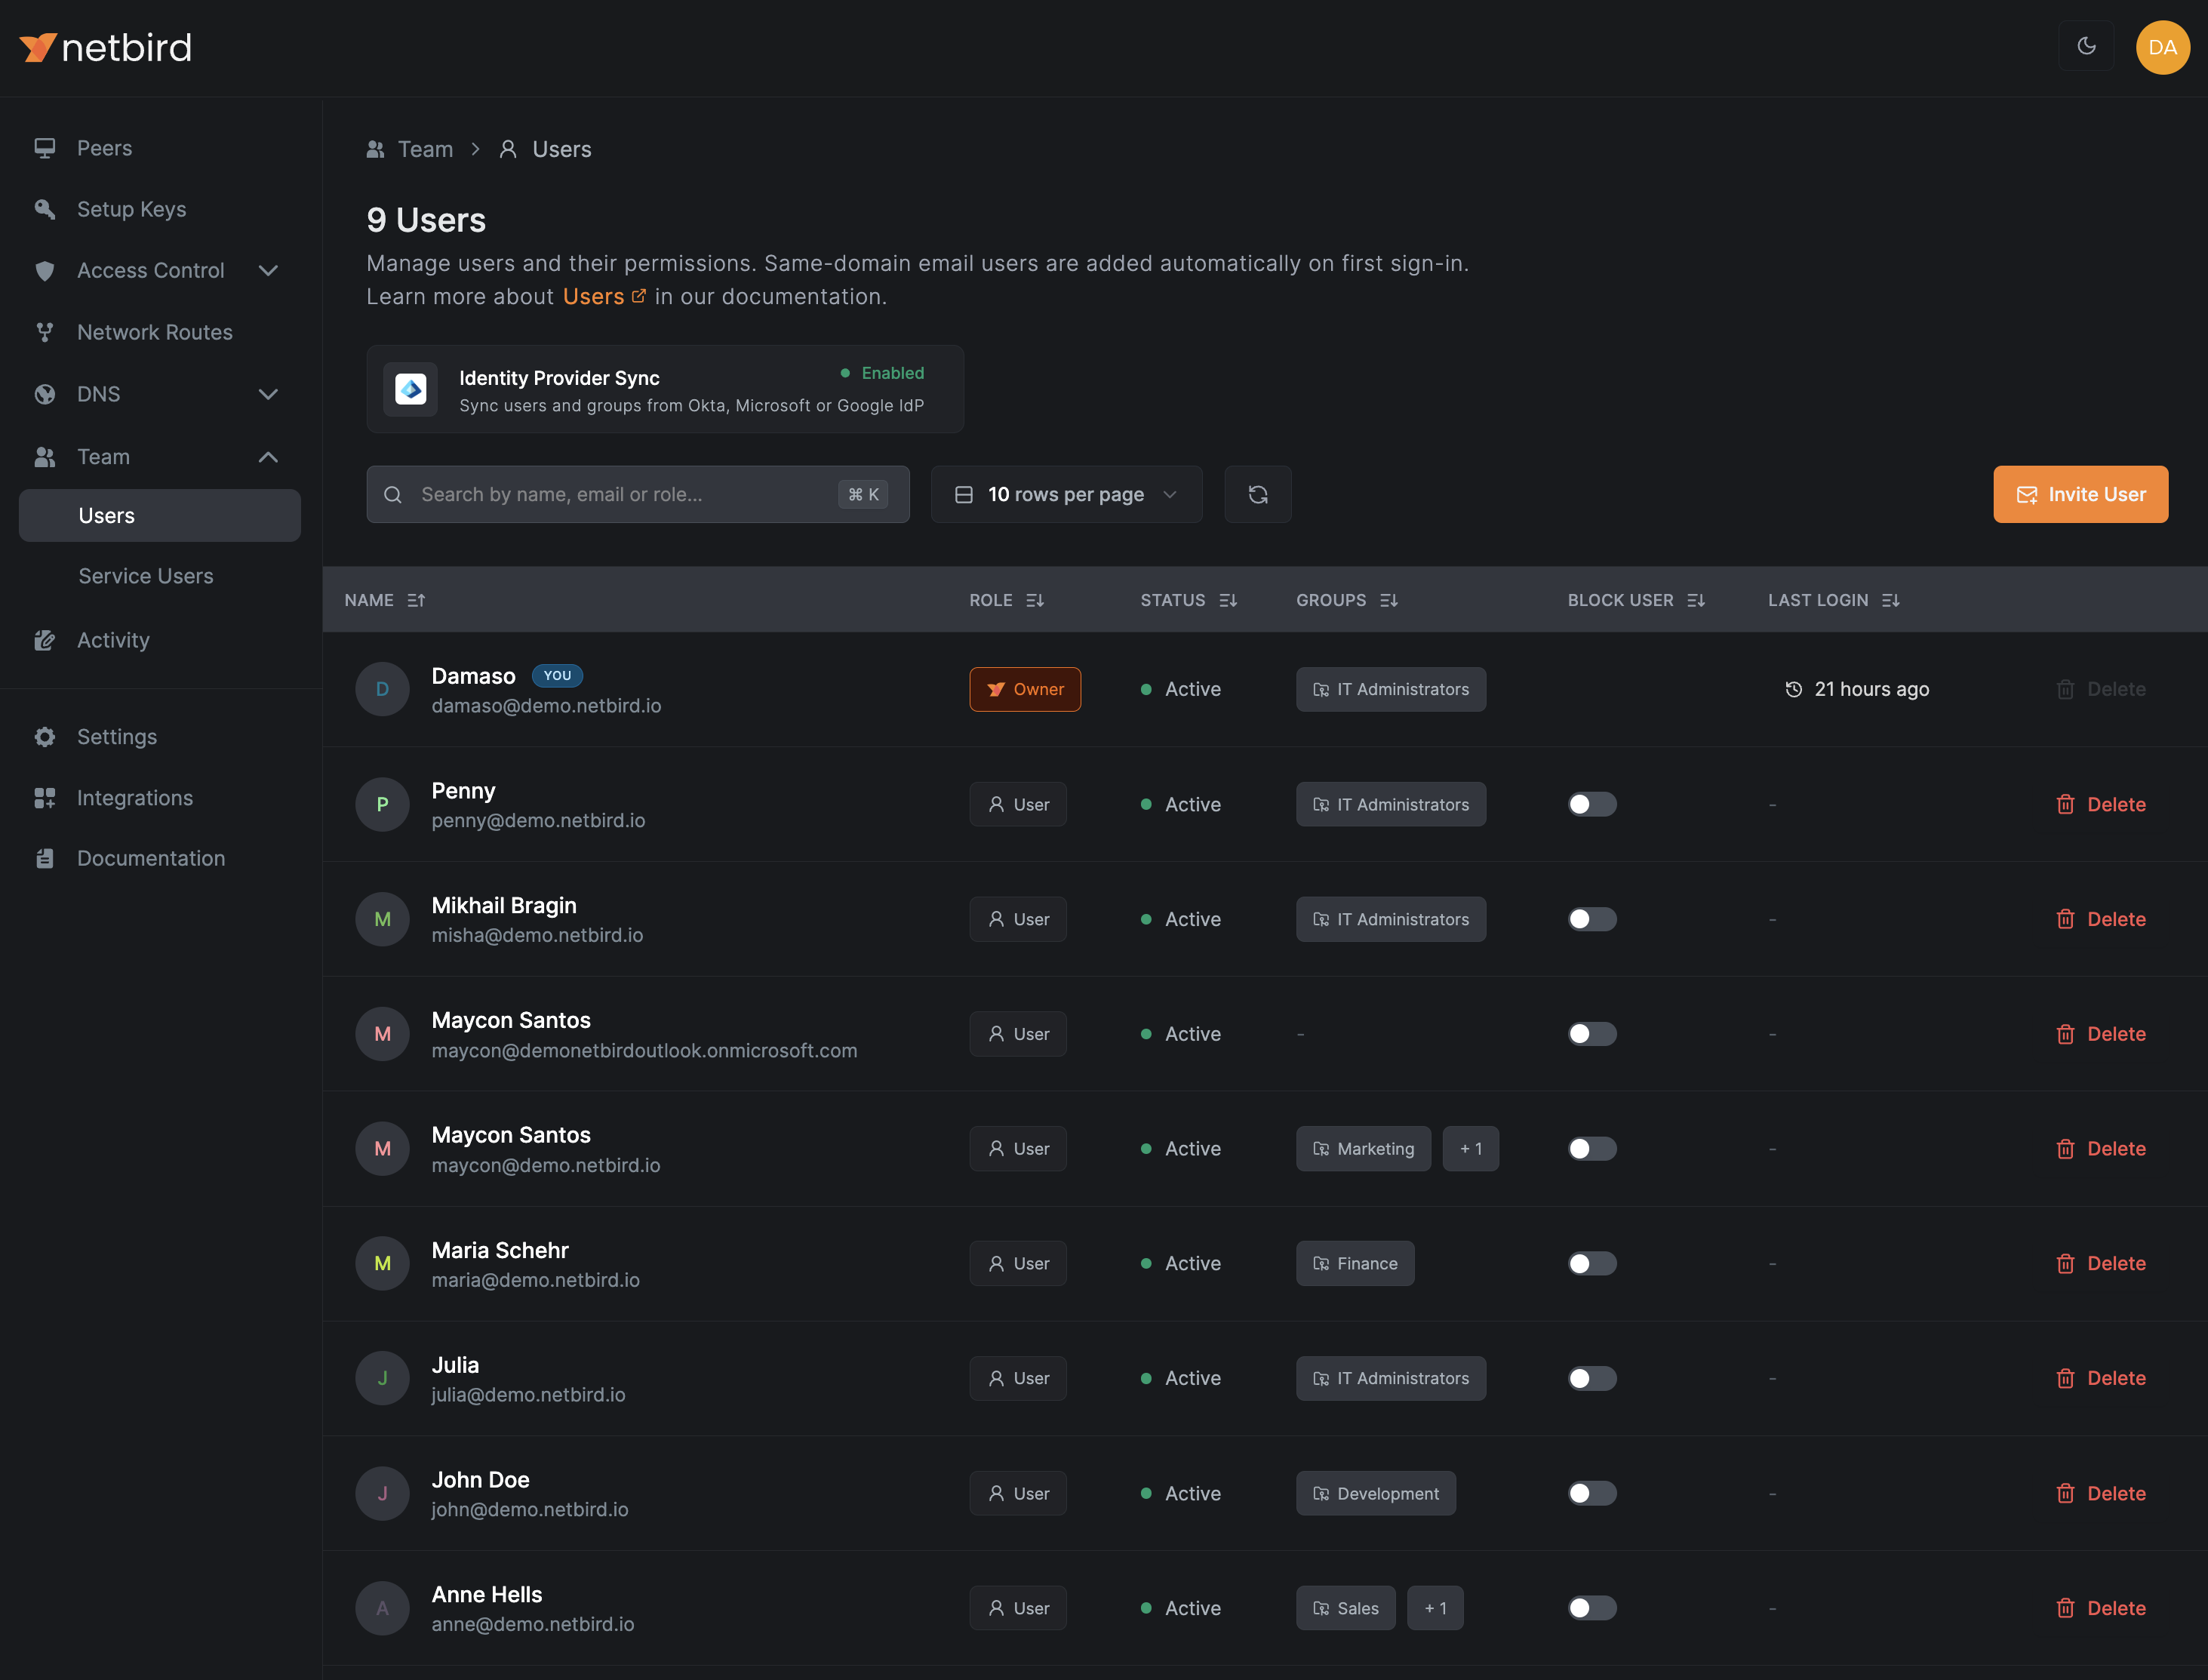 netbird
DA
Peers
Setup Keys
Access Control
Network Routes
DNS
Team
Users
Service Users
Activity
Settings
Integrations
Documentation
Team > Users
9 Users
Manage users and their permissions. Same-domain email users are added automatically on first sign-in.
Learn more about Users in our documentation.
Identity Provider Sync Enabled
Sync users and groups from Okta, Microsoft or Google IdP
Search by name, email or role... ⌘ K 10 rows per page Invite User
NAME ROLE STATUS GROUPS BLOCK USER LAST LOGIN
D Damaso YOU Owner Active IT Administrators 21 hours ago Delete
damaso@demo.netbird.io
P Penny User Active IT Administrators - Delete
penny@demo.netbird.io
M Mikhail Bragin User Active IT Administrators - Delete
misha@demo.netbird.io
M Maycon Santos User Active - - Delete
maycon@demonetbirdoutlook.onmicrosoft.com
M Maycon Santos User Active Marketing + 1 - Delete
maycon@demo.netbird.io
M Maria Schehr User Active Finance - Delete
maria@demo.netbird.io
J Julia User Active IT Administrators - Delete
julia@demo.netbird.io
J John Doe User Active Development - Delete
john@demo.netbird.io
A Anne Hells User Active Sales + 1 - Delete
anne@demo.netbird.io